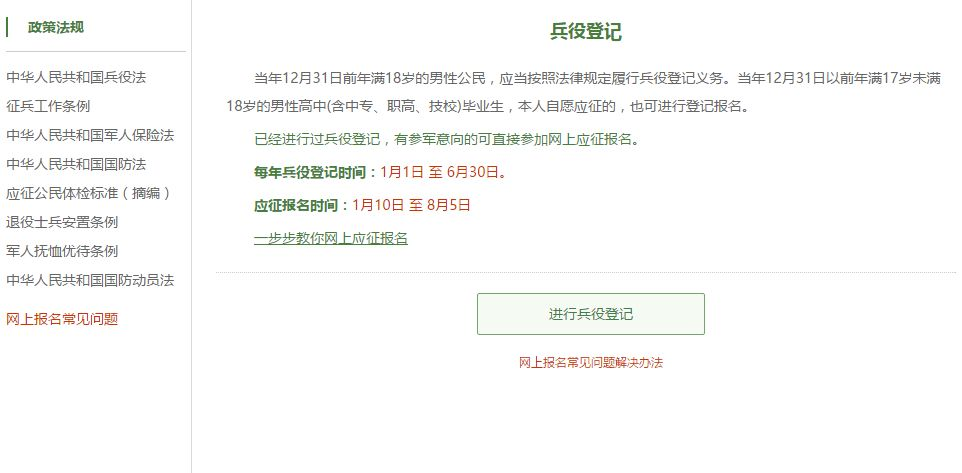 政策法规
中华人民共和国兵役法
征兵工作条例
中华人民共和国军人保险法
中华人民共和国国防法
应征公民体检标准（摘编）
退役士兵安置条例
军人抚恤优待条例
中华人民共和国国防动员法
网上报名常见问题
兵役登记
当年12月31日前年满18岁的男性公民，应当按照法律规定履行兵役登记义务。当年12月31日以前年满17岁未满
18岁的男性高中(含中专、职高、技校)毕业生，本人自愿应征的，也可进行登记报名。
已经进行过兵役登记，有参军意向的可直接参加网上应征报名。
每年兵役登记时间：1月1日 至 6月30日。
应征报名时间：1月10日 至 8月5日
一步步教你网上应征报名
进行兵役登记
网上报名常见问题解决办法